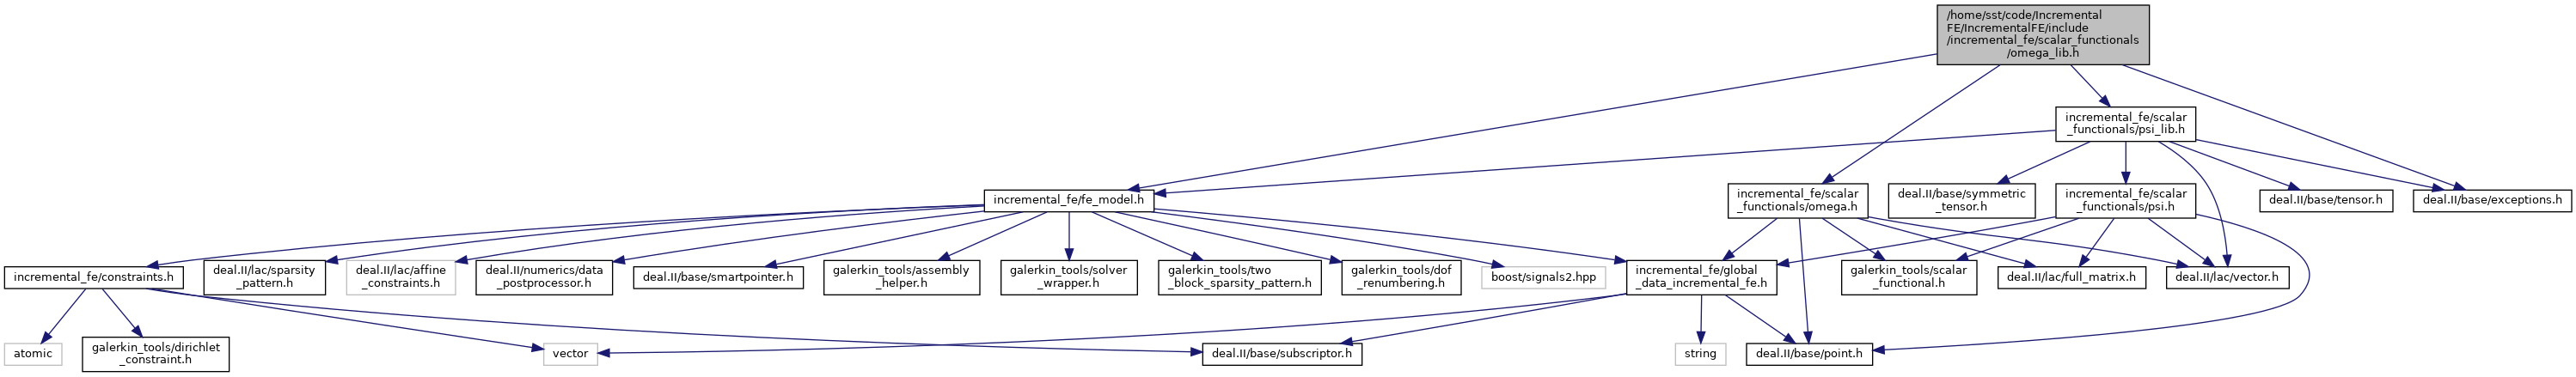 /home/sst/code/Incremental
FE/IncrementalFE/include
/incremental_fe/scalar_functionals
/omega_lib.h
incremental_fe/scalar
_functionals/psi_lib.h
incremental_fe/fe_model.h
incremental_fe/scalar
_functionals/omega.h
deal.II/base/symmetric
_tensor.h
incremental_fe/scalar
_functionals/psi.h
deal.II/base/tensor.h
deal.II/base/exceptions.h
incremental_fe/constraints.h
deal.II/lac/sparsity
_pattern.h
deal.II/lac/affine
_constraints.h
deal.II/numerics/data
_postprocessor.h
deal.II/base/smartpointer.h
galerkin_tools/assembly
_helper.h
galerkin_tools/solver
_wrapper.h
galerkin_tools/two
_block_sparsity_pattern.h
galerkin_tools/dof
_renumbering.h
boost/signals2.hpp
incremental_fe/global
_data_incremental_fe.h
galerkin_tools/scalar
_functional.h
deal.II/lac/full_matrix.h
deal.II/lac/vector.h
atomic
galerkin_tools/dirichlet
_constraint.h
vector
deal.II/base/subscriptor.h
string
deal.II/base/point.h